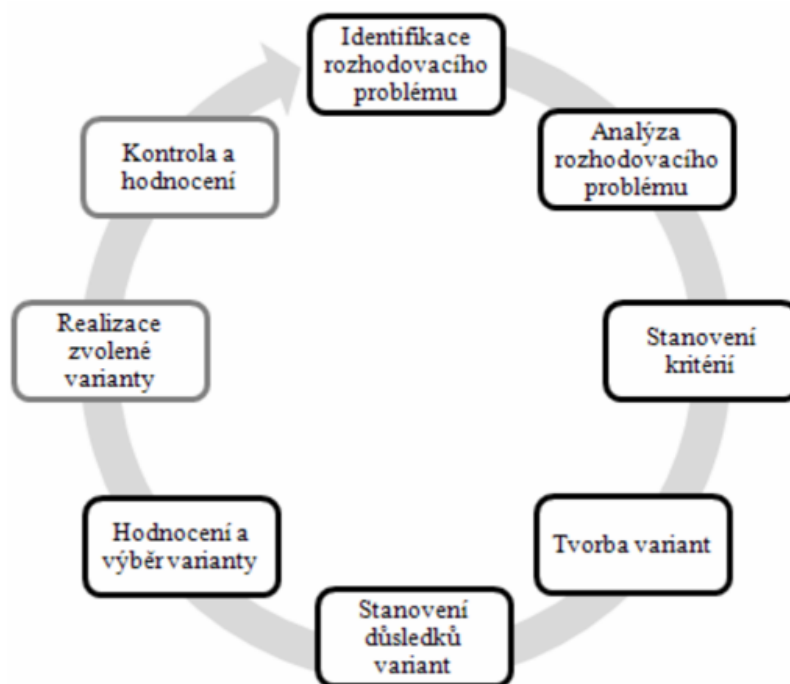 Identifikace
rozhodovacího
problému
Analýza
rozhodovacího
problému
Stanovení
kritérií
Tvorba variant
Stanovení
důsledků
variant
Hodnocení a
výběr varianty
Realizace
zvolené
varianty
Kontrola a
hodnocení